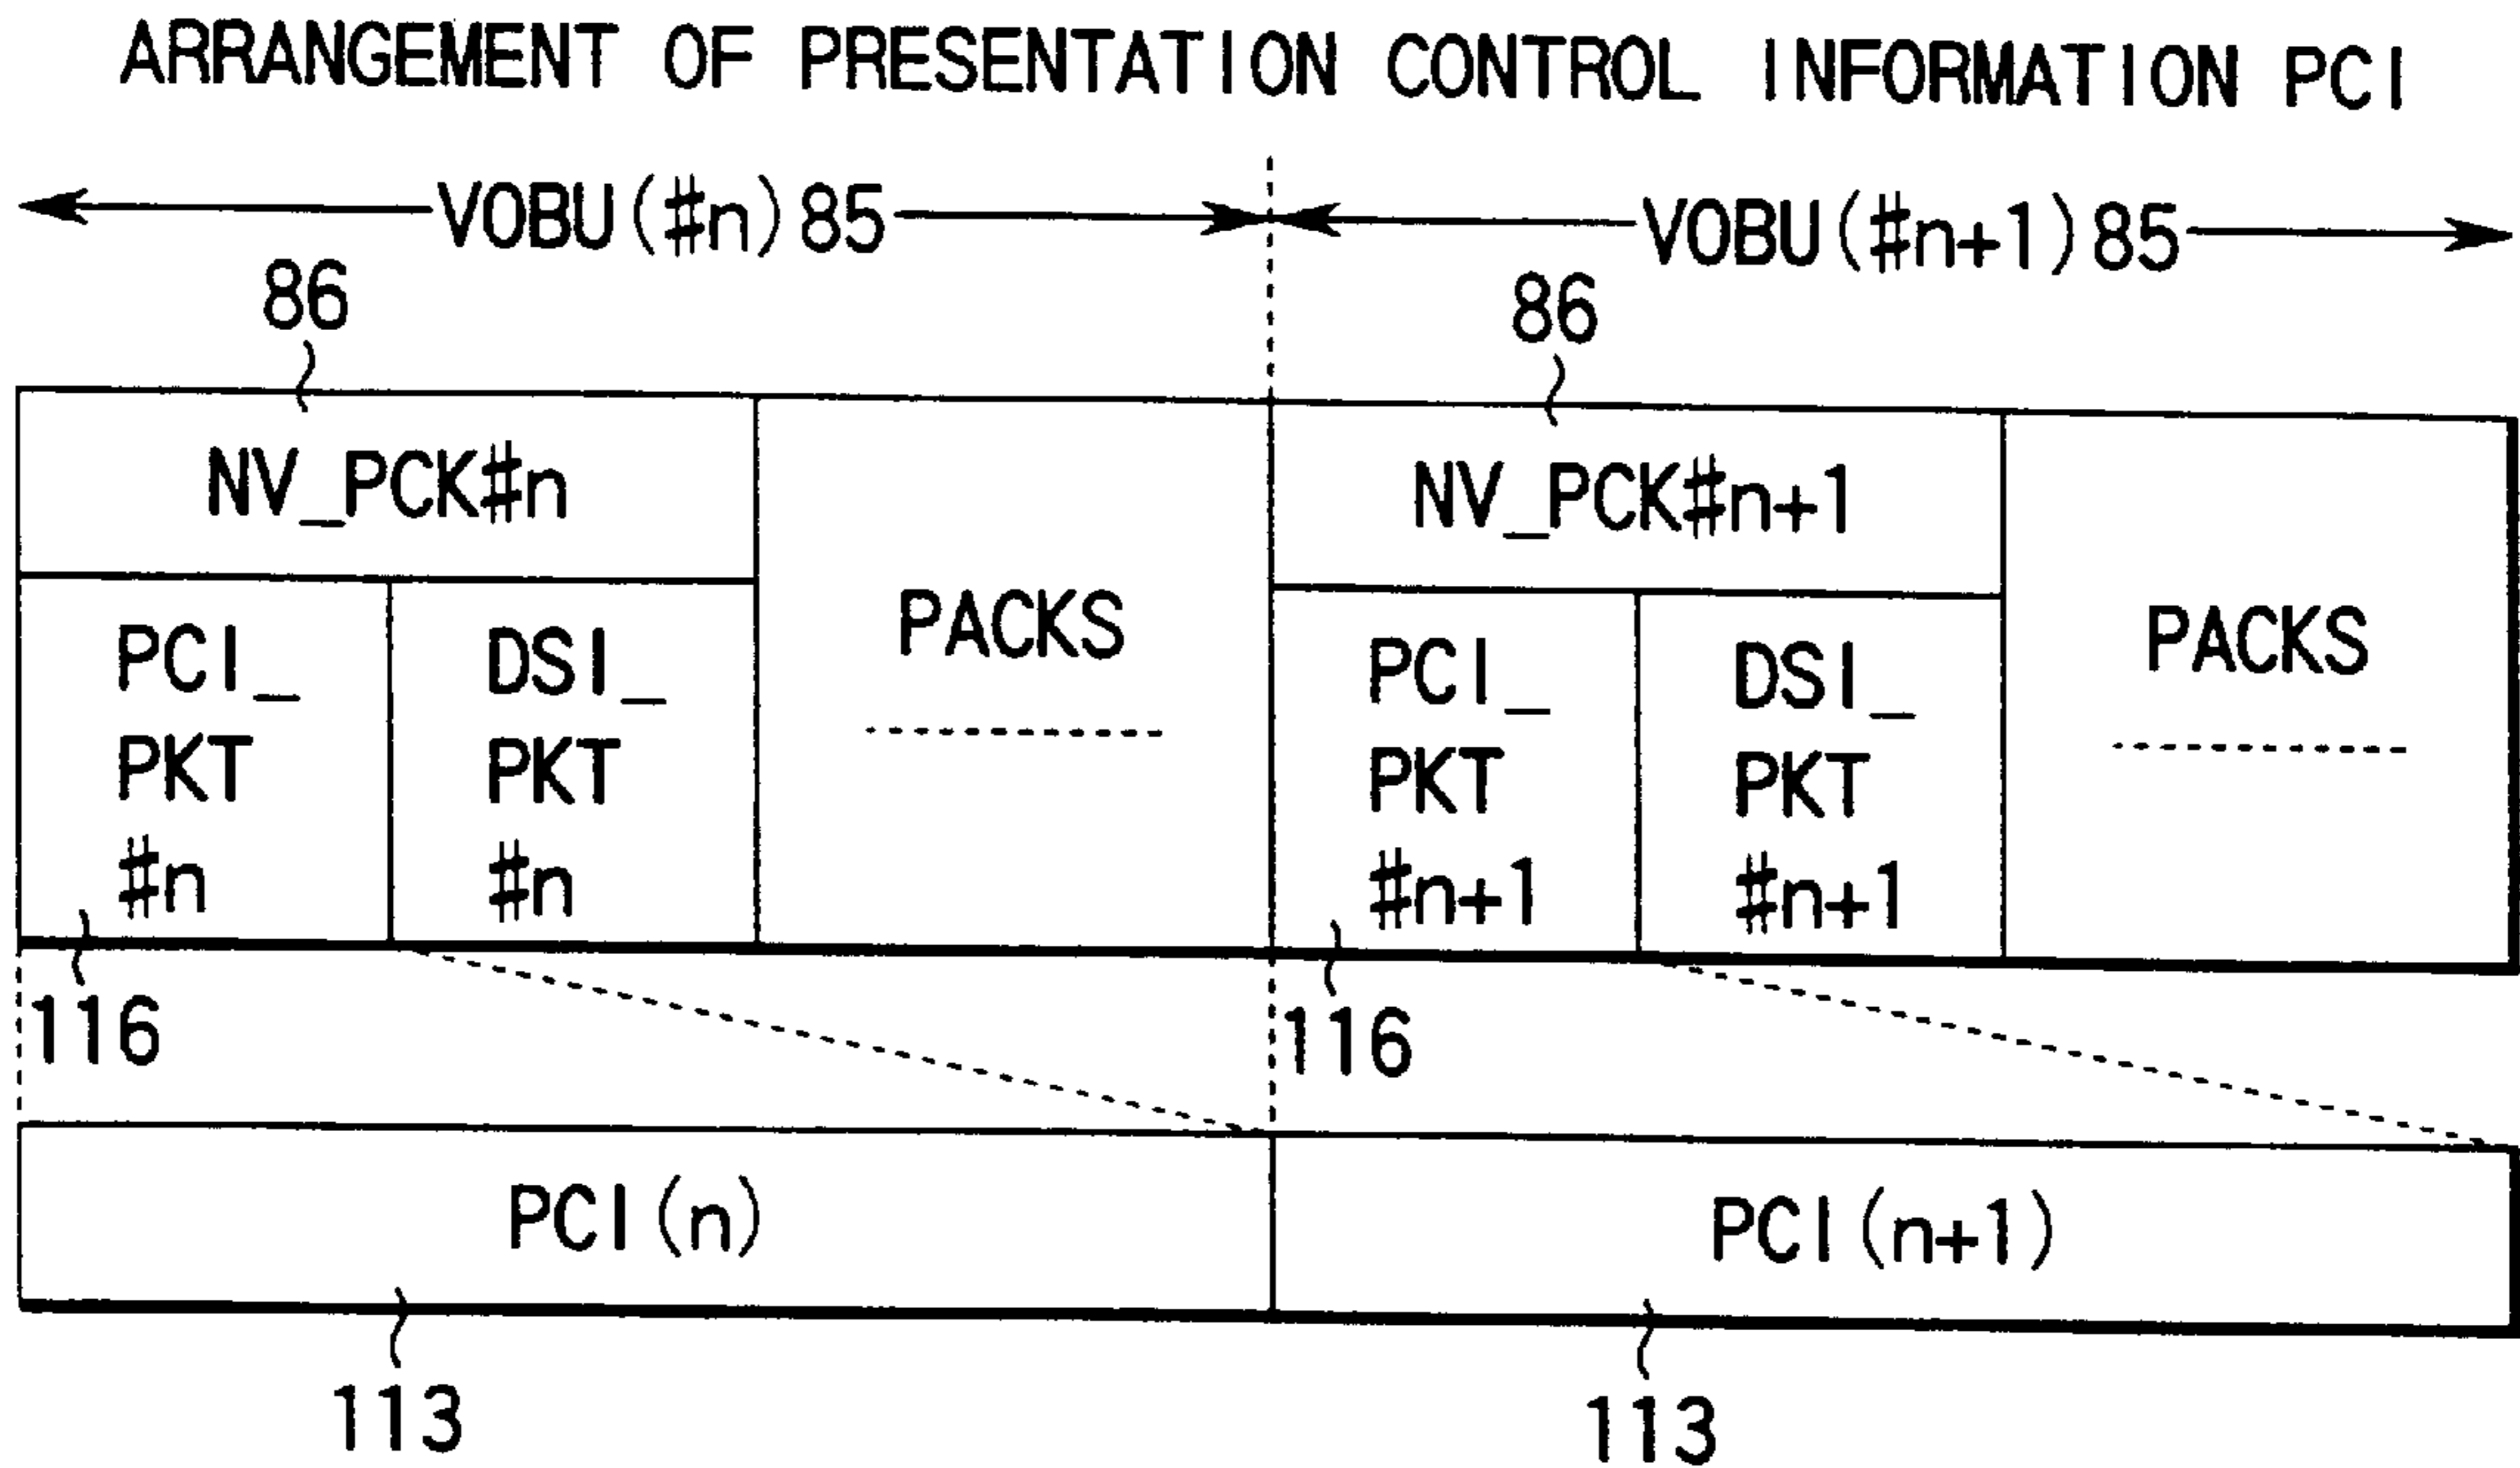 ARRANGEMENT OF PRESENTATION CONTROL INFORMATION PCI
VOBU(#n)85
VOBU(#n+1)85
86
86
NV_PCK#n
NV_PCK#n+1
PCI_
PKT
#n
DSI_
PKT
#n
PACKS
PCI_
PKT
#n+1
DSI_
PKT
#n+1
PACKS
116
116
PCI(n)
PCI(n+1)
113
113